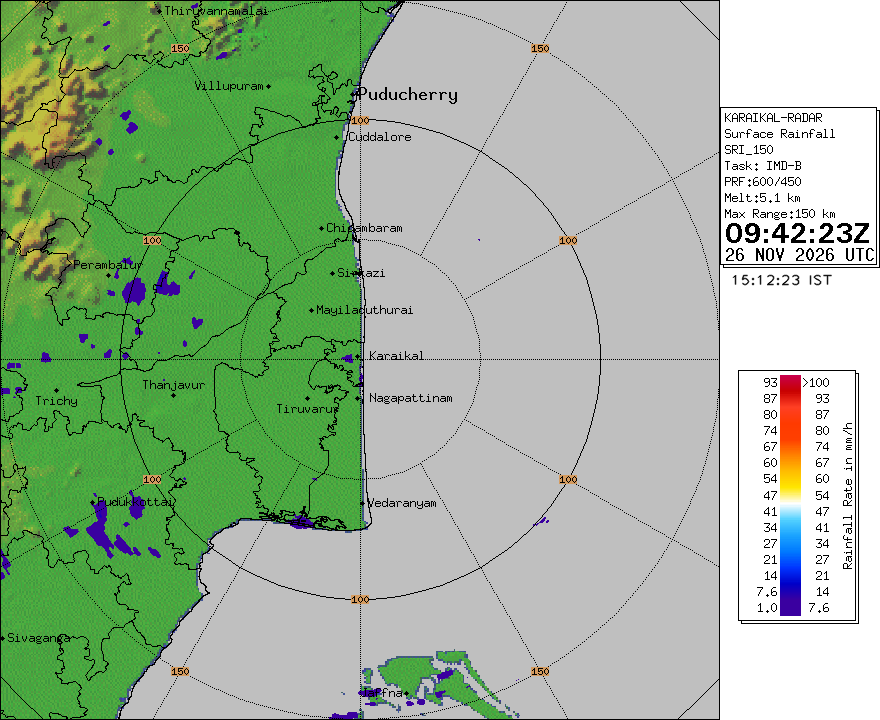 Thiruvannamalai
150
150
Villupuram
Puducherry
100
Cuddalore
Chidambaram
100
100
Perambalur
Sirkazi
Mayiladuthurai
Karaikal
Thanjavur
Trichy
Tiruvarur
Nagapattinam
100
100
Pudukkottai
Vedaranyam
100
Sivaganga
150
150
Jaffna
KARAIKAL-RADAR
Surface Rainfall
SRI_150
Task: IMD-B
PRF:600/450
Melt:5.1 km
Max Range:150 km
09:42:23Z
26 NOV 2026 UTC
15:12:23 IST
93 >100
87 93
80 87
74 80
67 74
60 67
54 60
47 54
41 47
34 41
27 34
21 27
14 21
7.6 14
1.0 7.6
Rainfall Rate in mm/h